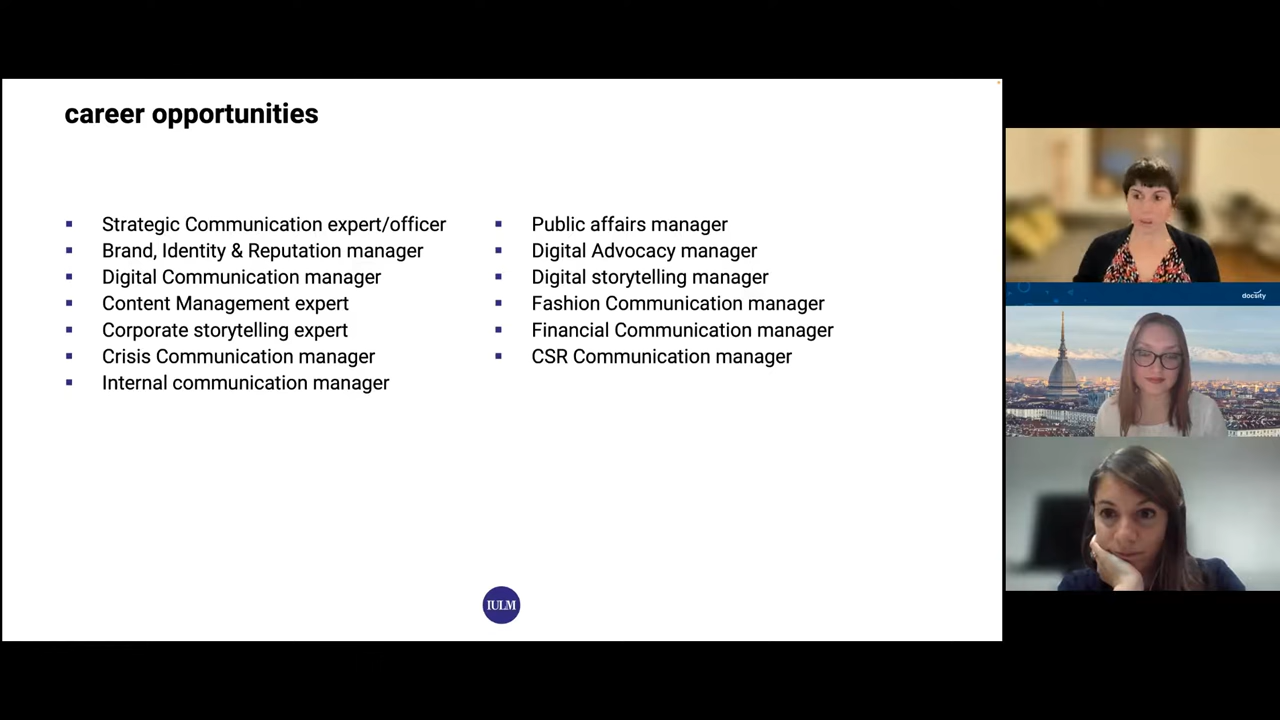 career opportunities
Strategic Communication expert/officer
Brand, Identity & Reputation manager
Digital Communication manager
Content Management expert
Corporate storytelling expert
Crisis Communication manager
Internal communication manager
Public affairs manager
Digital Advocacy manager
Digital storytelling manager
Fashion Communication manager
Financial Communication manager
CSR Communication manager
docsity
IULM